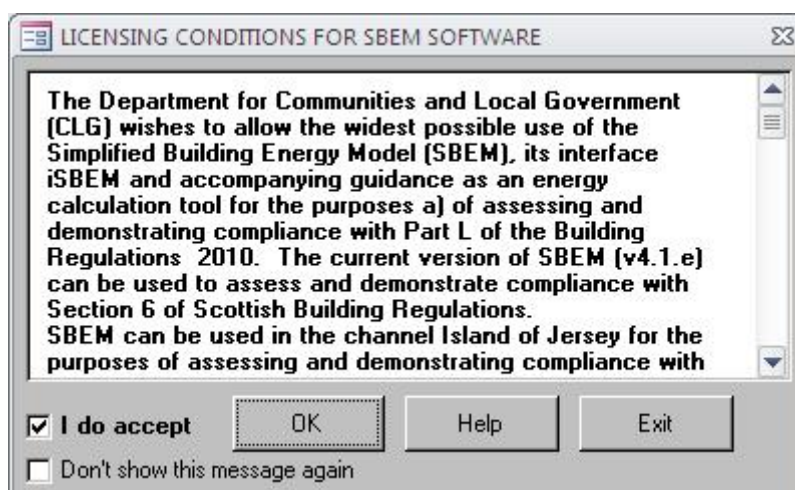 LICENSING CONDITIONS FOR SBEM SOFTWARE
The Department for Communities and Local Government
(CLG) wishes to allow the widest possible use of the
Simplified Building Energy Model (SBEM), its interface
iSBEM and accompanying guidance as an energy
calculation tool for the purposes a) of assessing and
demonstrating compliance with Part L of the Building
Regulations  2010.  The current version of SBEM (v4.1.e)
can be used to assess and demonstrate compliance with
Section 6 of Scottish Building Regulations.
SBEM can be used in the channel Island of Jersey for the
purposes of assessing and demonstrating compliance with
I do accept OK Help Exit
Don't show this message again